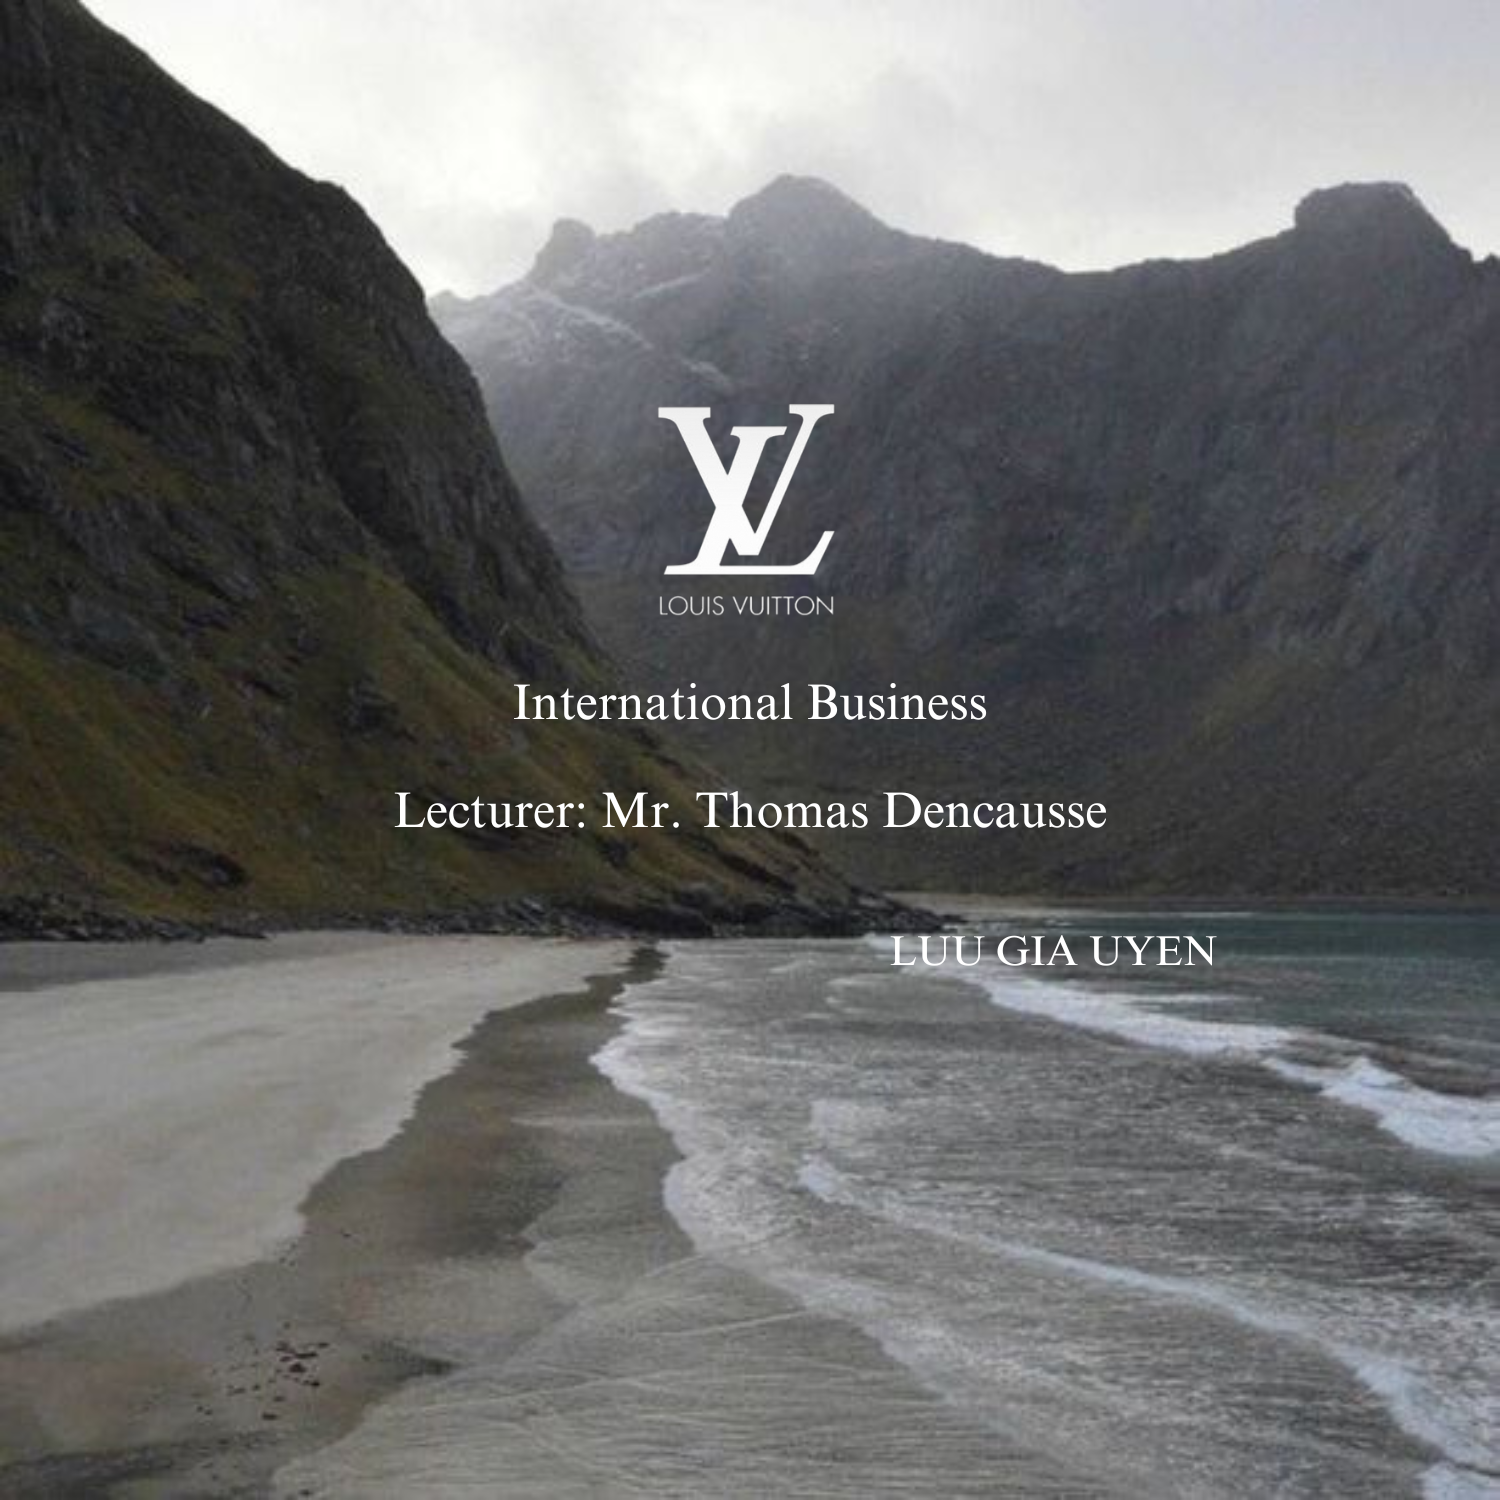 LV
LOUIS VUITTON
International Business
Lecturer: Mr. Thomas Dencausse
LUU GIA UYEN